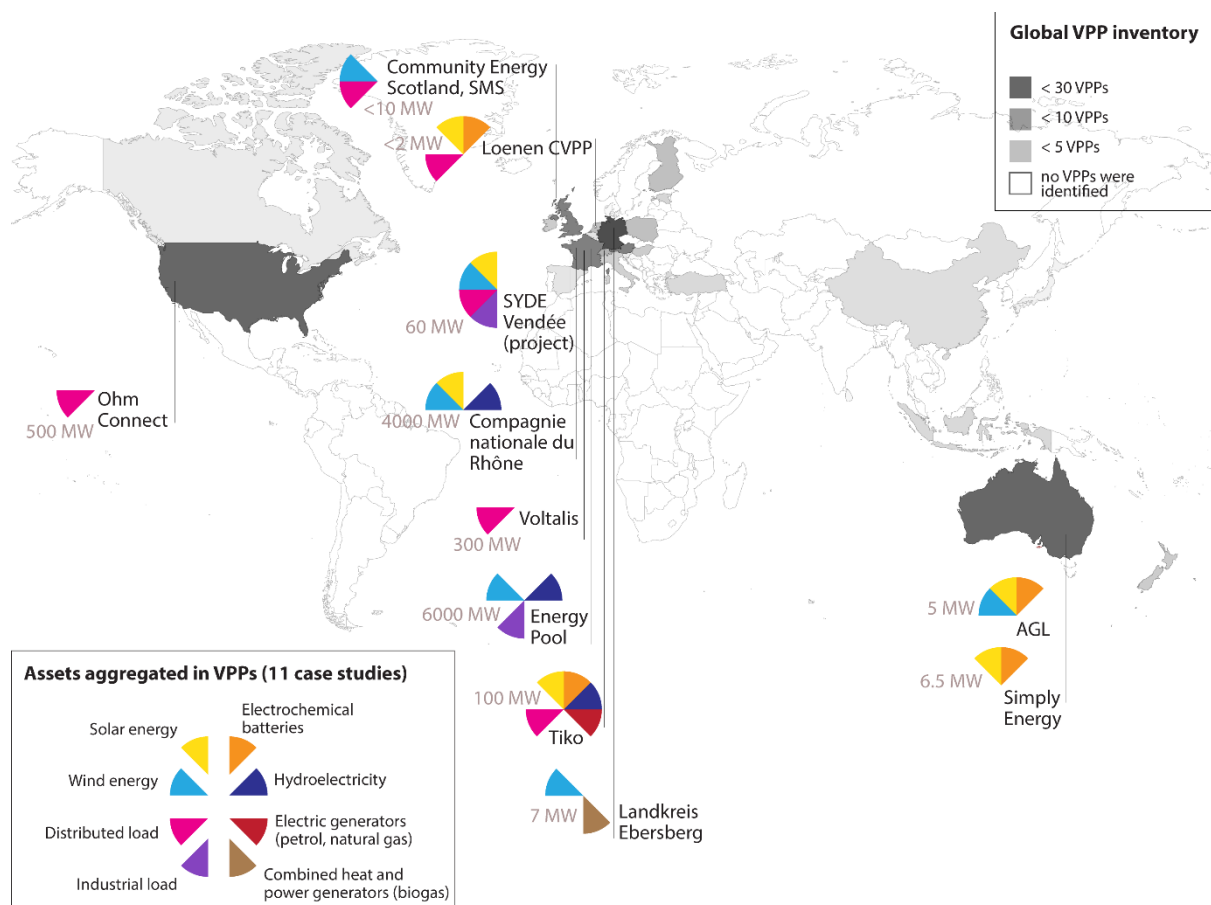 Global VPP inventory
< 30 VPPs
< 10 VPPs
< 5 VPPs
no VPPs were
identified
Community Energy
Scotland, SMS
<10 MW
<2 MW
Loenen CVPP
SYDE
Vendée
(project)
60 MW
Ohm
Connect
500 MW
4000 MW
Compagnie
nationale du
Rhône
Voltalis
300 MW
6000 MW
Energy
Pool
100 MW
Tiko
7 MW
Landkreis
Ebersberg
5 MW
AGL
6.5 MW
Simply
Energy
Assets aggregated in VPPs (11 case studies)
Solar energy
Electrochemical
batteries
Wind energy
Hydroelectricity
Distributed load
Electric generators
(petrol, natural gas)
Industrial load
Combined heat and
power generators (biogas)